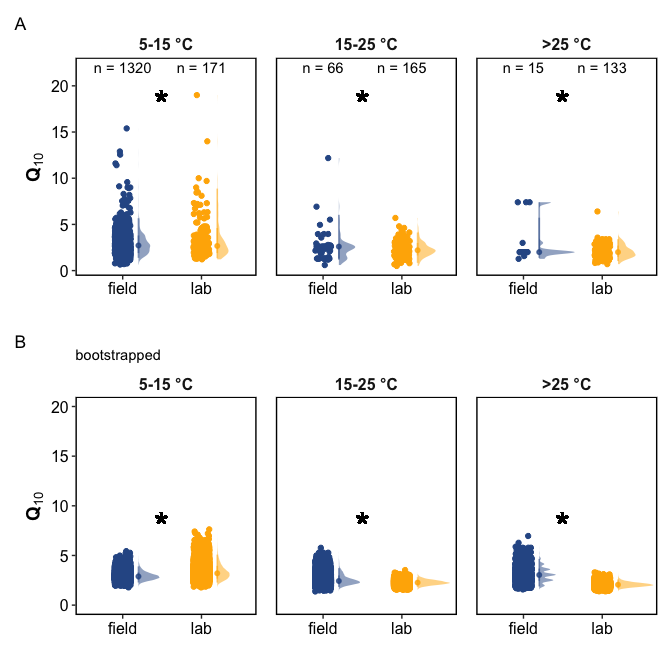 A
5-15 °C 15-25 °C >25 °C
n = 1320 n = 171 n = 66 n = 165 n = 15 n = 133
* * *
Q10
20
15
10
5
0
field lab field lab field lab
B
bootstrapped
5-15 °C 15-25 °C >25 °C
* * *
Q10
20
15
10
5
0
field lab field lab field lab